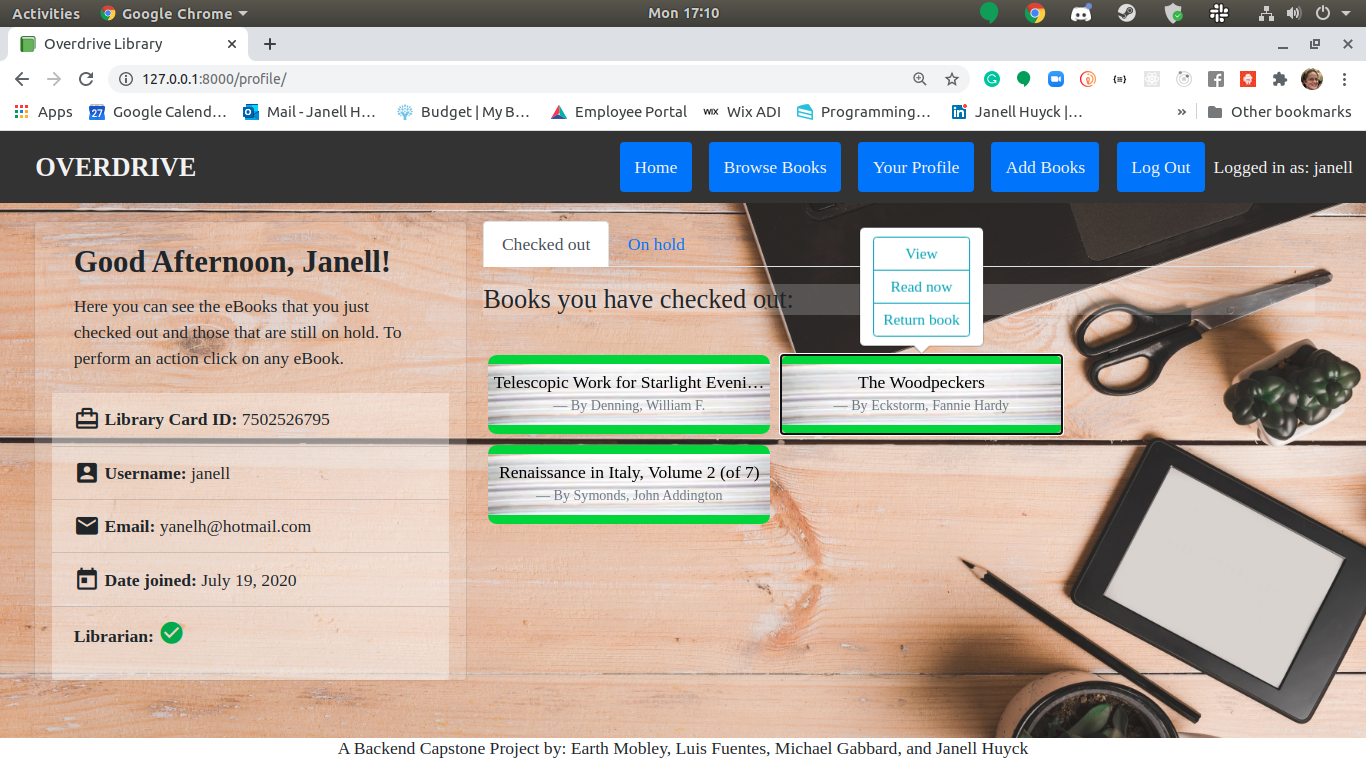 Activities Google Chrome Mon 17:10
Overdrive Library
127.0.0.1:8000/profile/
Apps 27 Google Calend… Mail - Janell H… Budget | My B… Employee Portal WiX Wix ADI Programming… Janell Huyck |… » Other bookmarks
OVERDRIVE Home Browse Books Your Profile Add Books Log Out Logged in as: janell
Good Afternoon, Janell!
Here you can see the eBooks that you just
checked out and those that are still on hold. To
perform an action click on any eBook.
Library Card ID: 7502526795
Username: janell
Email: yanelh@hotmail.com
Date joined: July 19, 2020
Librarian:
Checked out On hold
Books you have checked out:
View
Read now
Return book
Telescopic Work for Starlight Eveni…
— By Denning, William F.
The Woodpeckers
— By Eckstorm, Fannie Hardy
Renaissance in Italy, Volume 2 (of 7)
— By Symonds, John Addington
A Backend Capstone Project by: Earth Mobley, Luis Fuentes, Michael Gabbard, and Janell Huyck